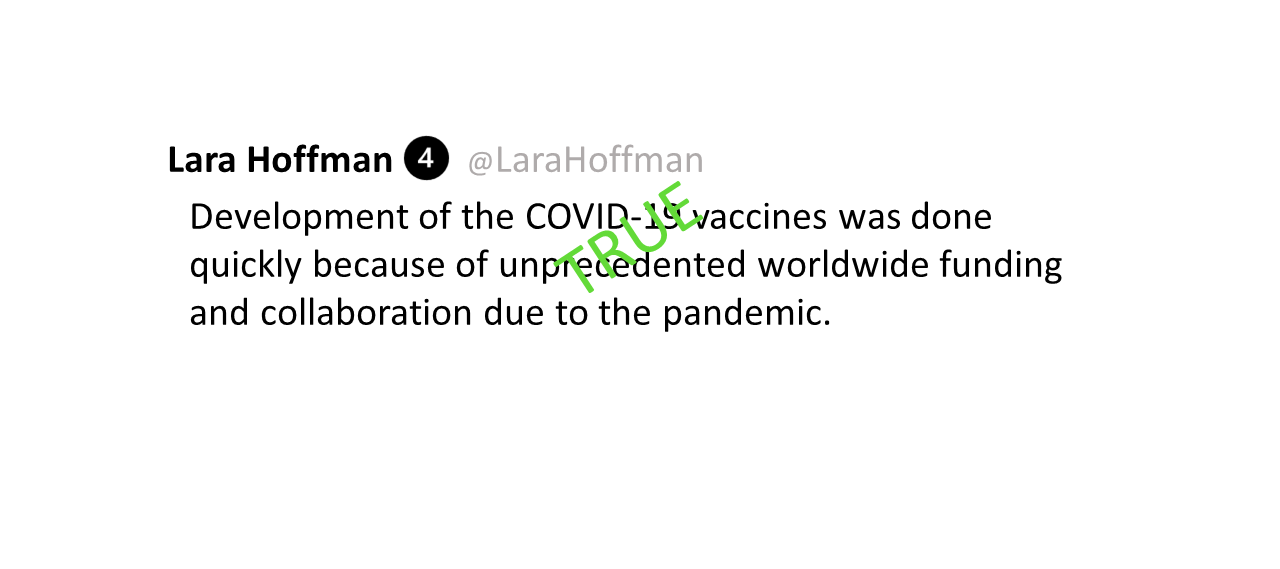 Lara Hoffman 4 @LaraHoffman
Development of the COVID-19 vaccines was done
quickly because of unprecedented worldwide funding
and collaboration due to the pandemic.
TRUE